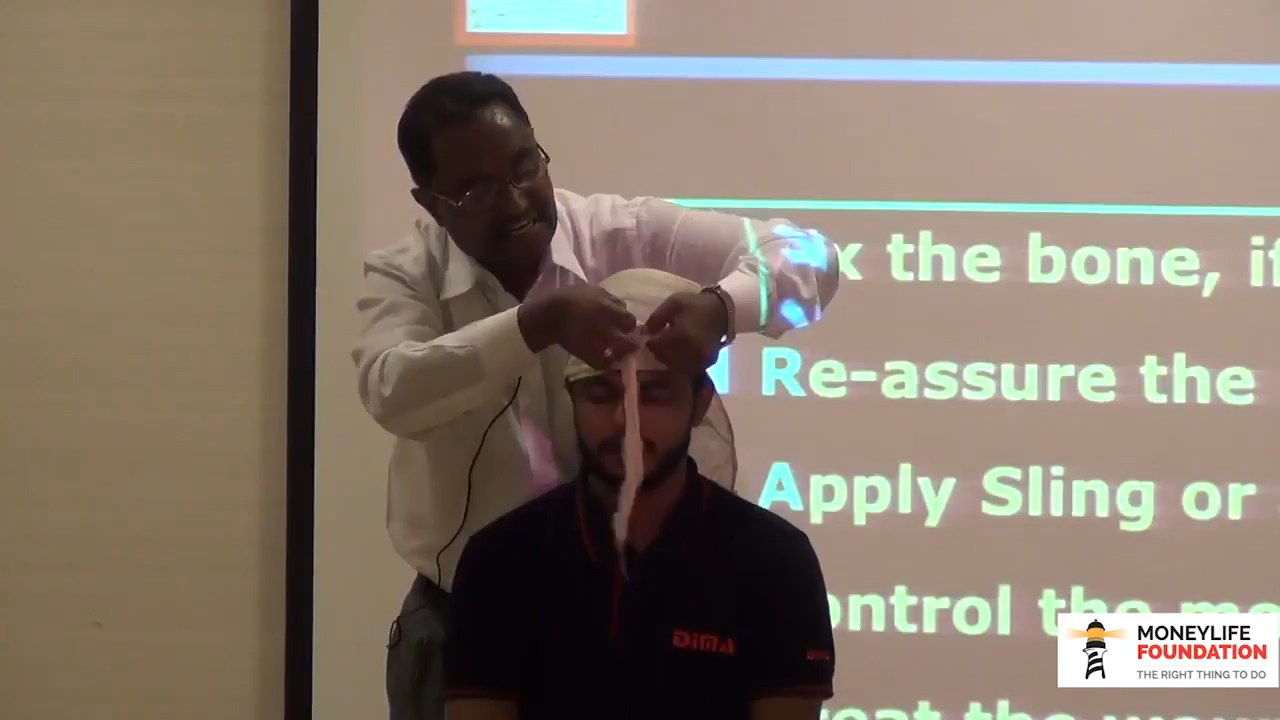 x the bone, if
Re-assure the
Apply Sling or
ontrol the
DiMA
MONEYLIFE
FOUNDATION
THE RIGHT THING TO DO